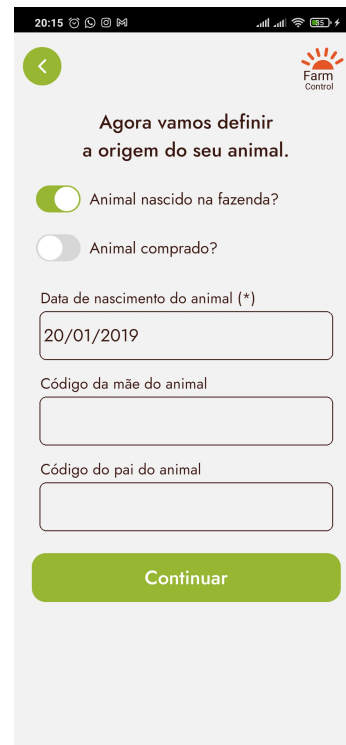 20:15
85
Farm
Control
Agora vamos definir
a origem do seu animal.
Animal nascido na fazenda?
Animal comprado?
Data de nascimento do animal (*)
20/01/2019
Código da mãe do animal
Código do pai do animal
Continuar